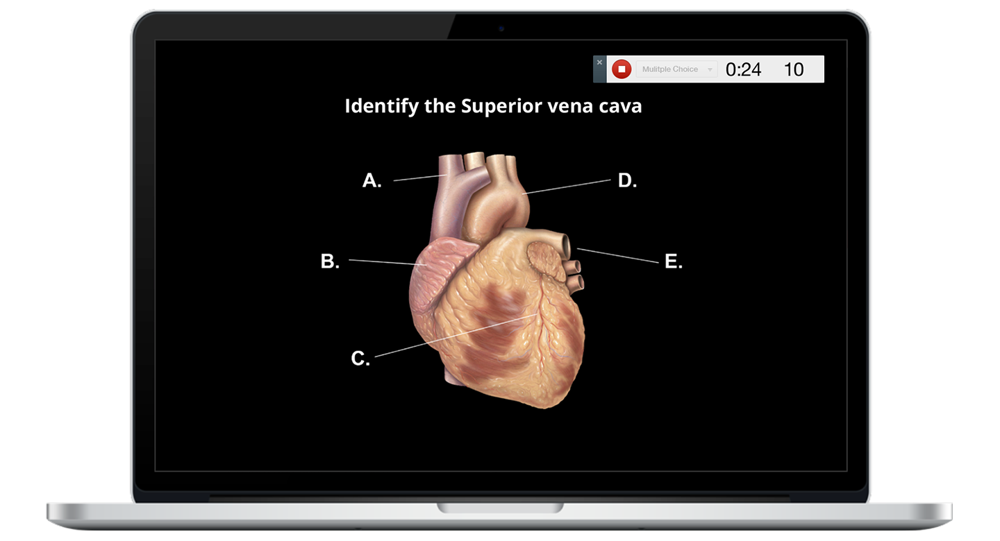 × Mulitple Choice 0:24 10
Identify the Superior vena cava
A.
D.
B.
E.
C.